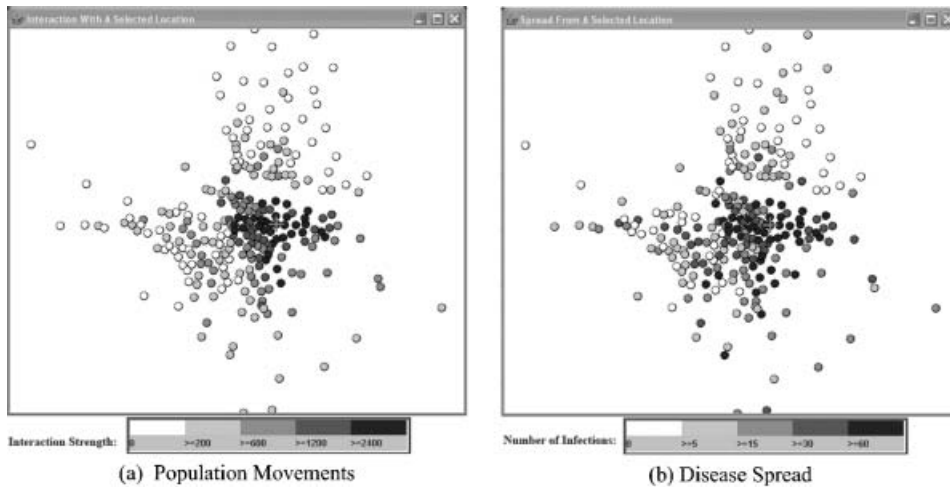 Interaction With A Selected Location
Interaction Strength:
0 >=200 >=600 >=1200 >=2400
(a) Population Movements
Spread From A Selected Location
Number of Infections:
0 >=5 >=15 >=30 >=60
(b) Disease Spread